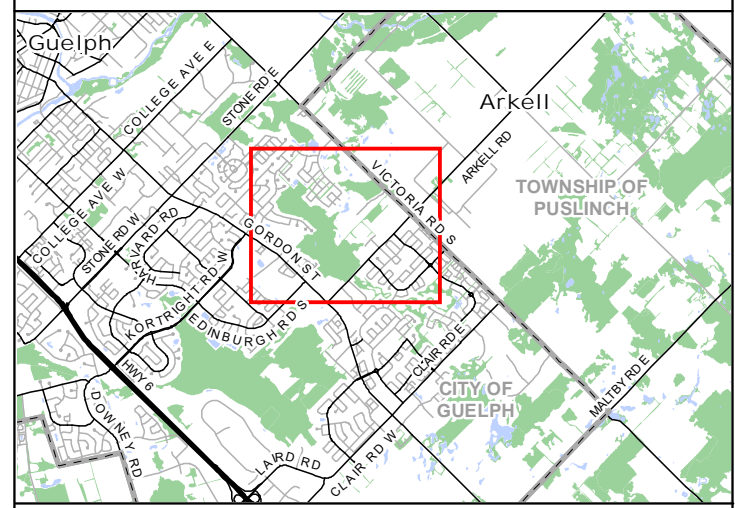 Guelph
COLLEGE AVE E
STONE RD E
Arkell
ARKELL RD
VICTORIA RD S
TOWNSHIP OF
PUSLINCH
COLLEGE AVE W
STONE RD W
HARVARD RD
GORDON ST
KORTRIGHT RD W
EDINBURGH RD S
HWY 6
CLAIR RD E
CITY OF
GUELPH
MALTBY RD E
DOWNEY RD
LAIRD RD
CLAIR RD W